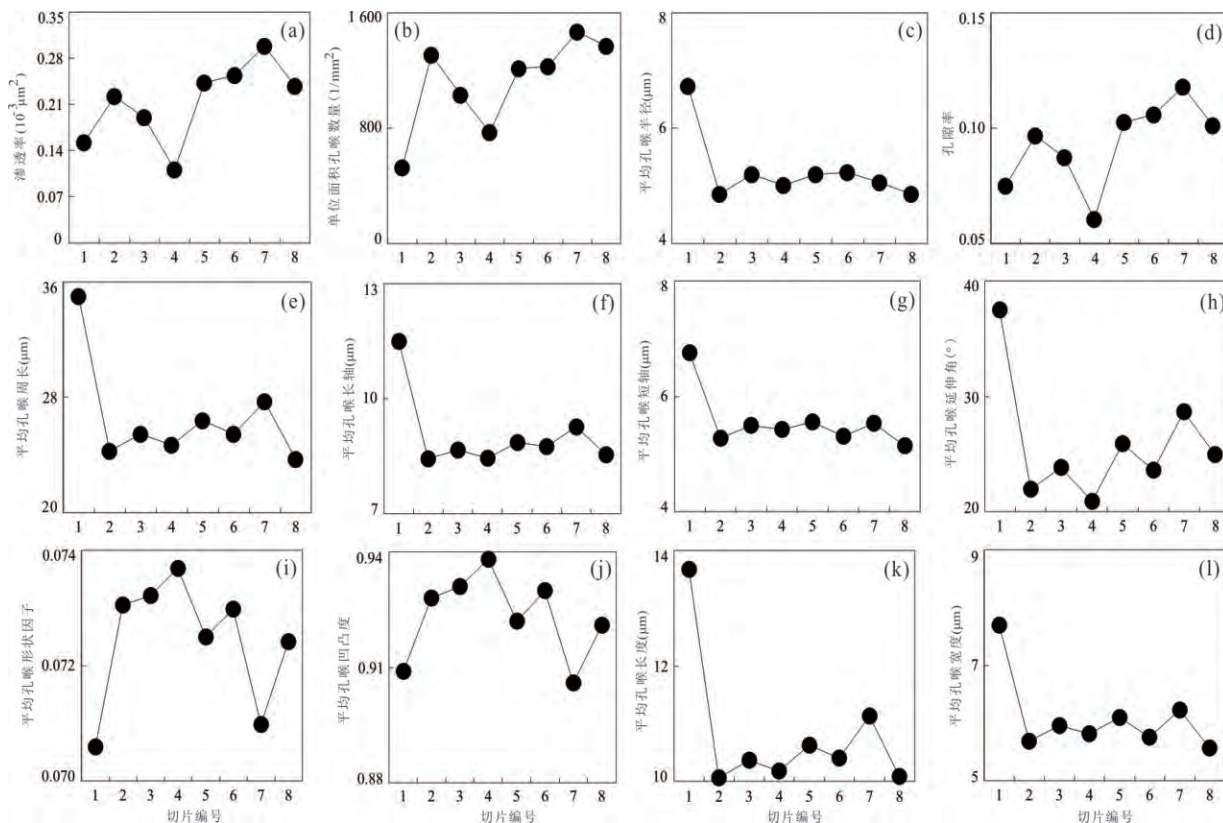 渗透率(10⁻³μm²)
0.35
0.28
0.21
0.14
0.07
0
(a)
1 2 3 4 5 6 7 8
单位面积孔喉数量(1/mm²)
1 600
800
0
(b)
1 2 3 4 5 6 7 8
平均孔喉半径(μm)
8
6
4
(c)
1 2 3 4 5 6 7 8
孔隙率
0.15
0.10
0.05
(d)
1 2 3 4 5 6 7 8
平均孔喉周长(μm)
36
28
20
(e)
1 2 3 4 5 6 7 8
平均孔喉长轴(μm)
13
10
7
(f)
1 2 3 4 5 6 7 8
平均孔喉短轴(μm)
8
6
4
(g)
1 2 3 4 5 6 7 8
平均孔喉延伸角(°)
40
30
20
(h)
1 2 3 4 5 6 7 8
平均孔喉形状因子
0.074
0.072
0.070
(i)
1 2 3 4 5 6 7 8
切片编号
平均孔喉凹凸度
0.94
0.91
0.88
(j)
1 2 3 4 5 6 7 8
切片编号
平均孔喉长度(μm)
14
13
10
(k)
1 2 3 4 5 6 7 8
切片编号
平均孔喉宽度(μm)
9
7
5
(l)
1 2 3 4 5 6 7 8
切片编号